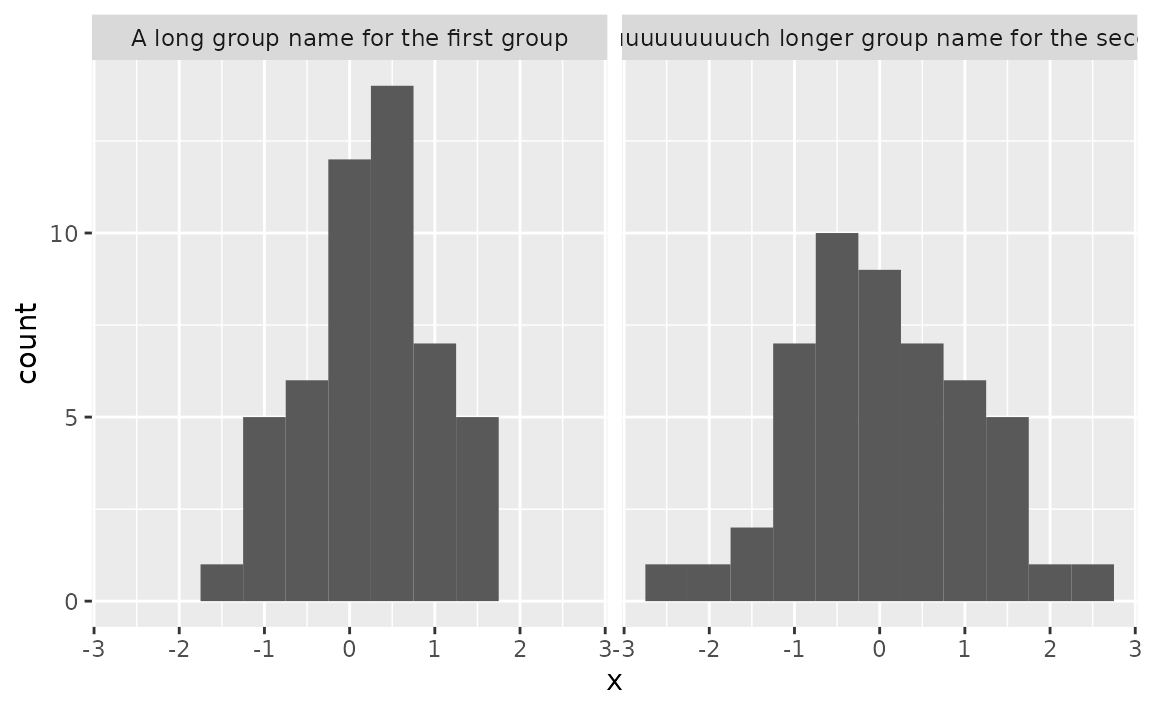 A long group name for the first group
uuuuuuuuuch longer group name for the sec
10
5
0
count
-3 -2 -1 0 1 2 3
-3 -2 -1 0 1 2 3
x